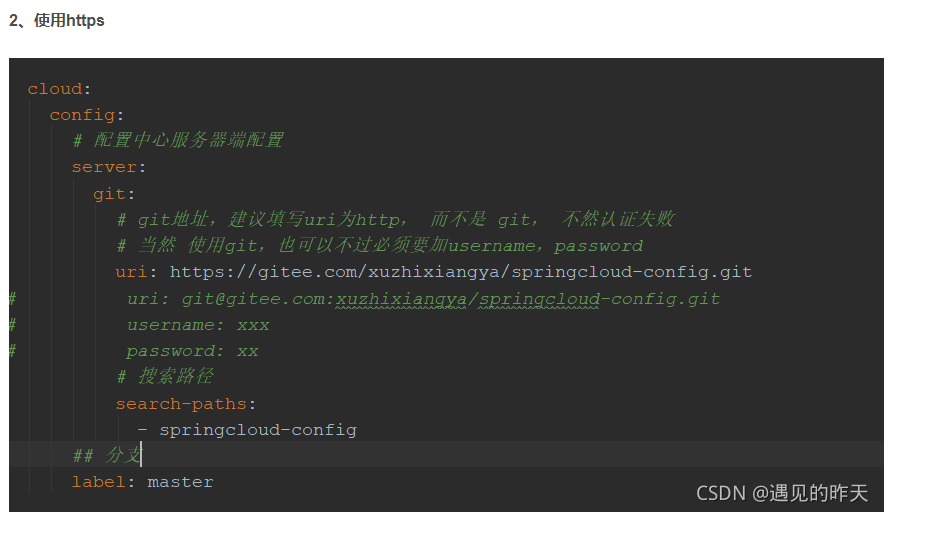 2、使用https
cloud:
config:
# 配置中心服务器端配置
server:
git:
# git地址，建议填写uri为http， 而不是 git， 不然认证失败
# 当然 使用git，也可以不过必须要加username，password
uri: https://gitee.com/xuzhixiangya/springcloud-config.git
# uri: git@gitee.com:xuzhixiangya/springcloud-config.git
# username: xxx
# password: xx
# 搜索路径
search-paths:
- springcloud-config
## 分支
label: master
CSDN @遇见的昨天